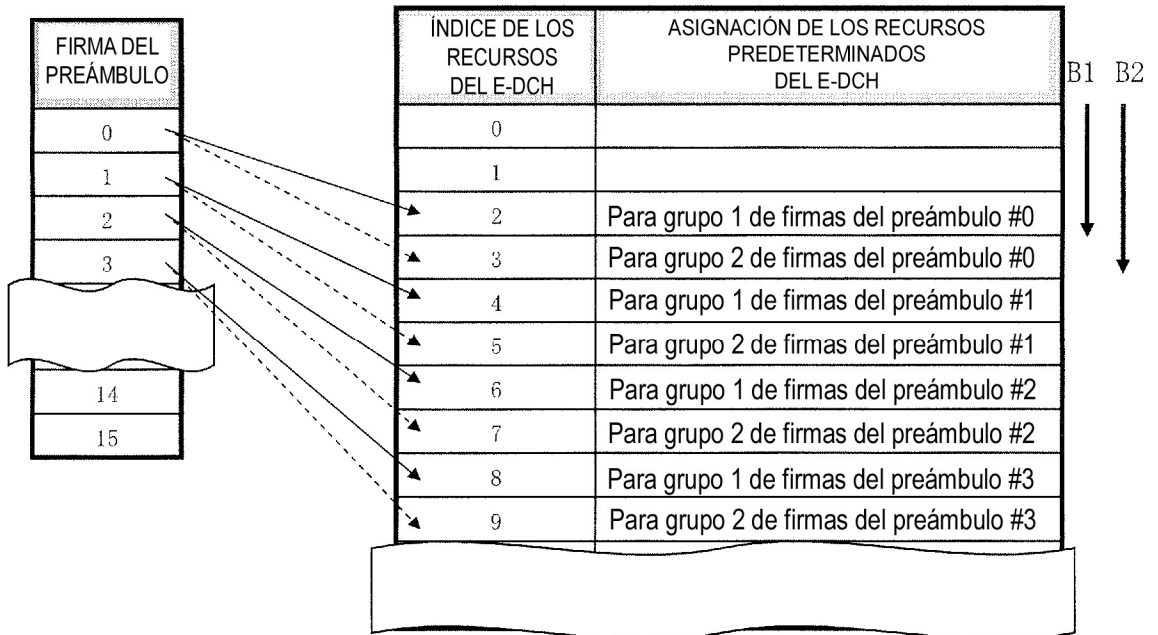 FIRMA DEL
PREÁMBULO
0
1
2
3
14
15
ÍNDICE DE LOS
RECURSOS
DEL E-DCH
ASIGNACIÓN DE LOS RECURSOS
PREDETERMINADOS
DEL E-DCH
0
1
2 Para grupo 1 de firmas del preámbulo #0
3 Para grupo 2 de firmas del preámbulo #0
4 Para grupo 1 de firmas del preámbulo #1
5 Para grupo 2 de firmas del preámbulo #1
6 Para grupo 1 de firmas del preámbulo #2
7 Para grupo 2 de firmas del preámbulo #2
8 Para grupo 1 de firmas del preámbulo #3
9 Para grupo 2 de firmas del preámbulo #3
B1 B2